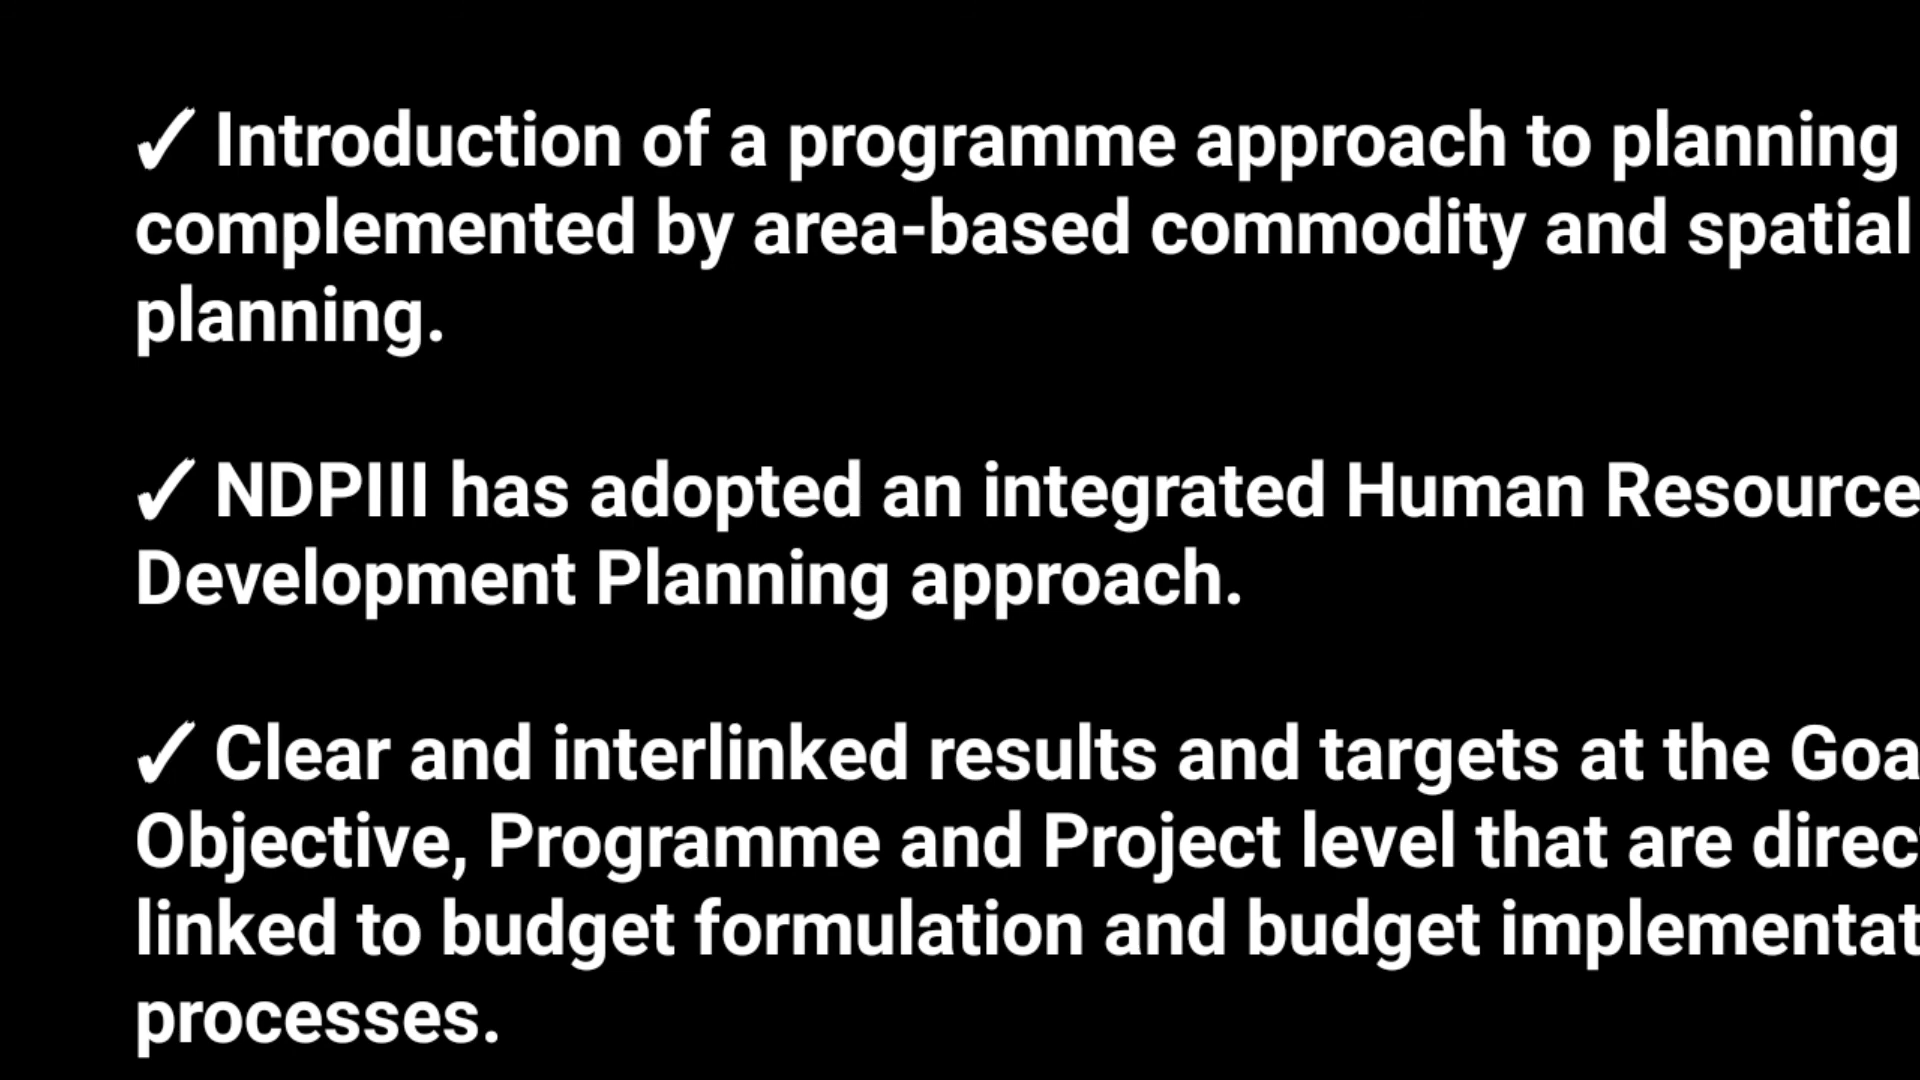 ✓ Introduction of a programme approach to planning
complemented by area-based commodity and spatial
planning.
✓ NDPIII has adopted an integrated Human Resource
Development Planning approach.
✓ Clear and interlinked results and targets at the
Objective, Programme and Project level that are
linked to budget formulation and budget
processes.